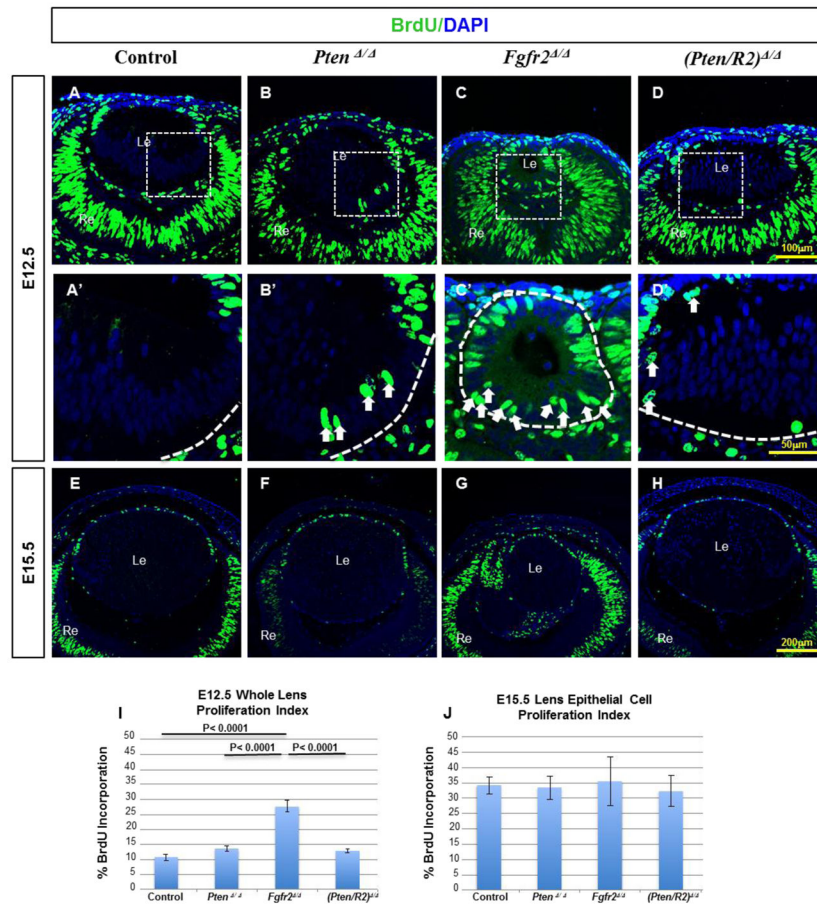 BrdU/DAPI
Control Pten Δ/Δ Fgfr2Δ/Δ (Pten/R2)Δ/Δ
E12.5
A B C D
Le Le Le Le
Re Re Re
100µm
A' B' C' D'
50µm
E15.5
E F G H
Le Le Le Le
Re Re Re Re
200µm
I
E12.5 Whole Lens
Proliferation Index
P< 0.0001
P< 0.0001 P< 0.0001
% BrdU Incorporation
50
45
40
35
30
25
20
15
10
5
0
Control Pten Δ/Δ Fgfr2Δ/Δ (Pten/R2)Δ/Δ
J
E15.5 Lens Epithelial Cell
Proliferation Index
% BrdU Incorporation
50
45
40
35
30
25
20
15
10
5
0
Control Pten Δ/Δ Fgfr2Δ/Δ (Pten/R2)Δ/Δ